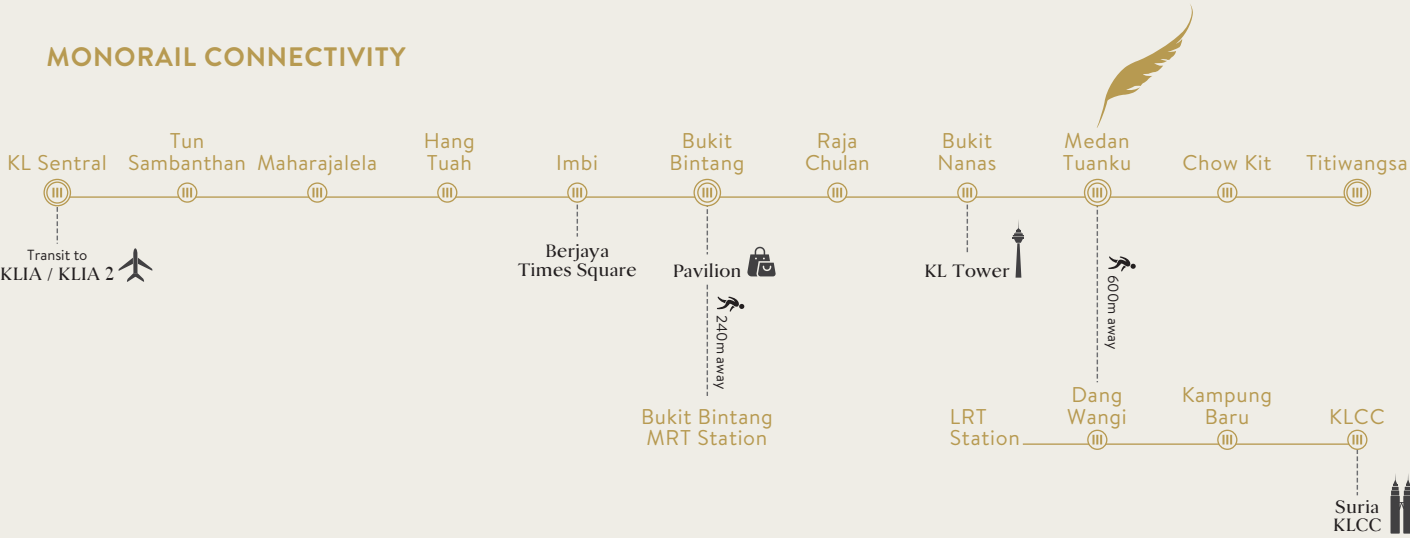 MONORAIL CONNECTIVITY
KL Sentral
Tun
Sambanthan
Maharajalela
Hang
Tuah
Imbi
Bukit
Bintang
Raja
Chulan
Bukit
Nanas
Medan
Tuanku
Chow Kit
Titiwangsa
Transit to
KLIA / KLIA 2
Berjaya
Times Square
Pavilion
KL Tower
240m away
600m away
Bukit Bintang
MRT Station
LRT
Station
Dang
Wangi
Kampung
Baru
KLCC
Suria
KLCC